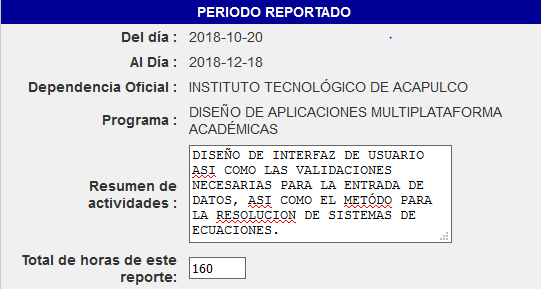 PERIODO REPORTADO
Del día : 2018-10-20
Al Día : 2018-12-18
Dependencia Oficial : INSTITUTO TECNOLÓGICO DE ACAPULCO
Programa : DISEÑO DE APLICACIONES MULTIPLATAFORMA
ACADÉMICAS
Resumen de
actividades :
DISEÑO DE INTERFAZ DE USUARIO
ASI COMO LAS VALIDACIONES
NECESARIAS PARA LA ENTRADA DE
DATOS, ASI COMO EL METÓDO PARA
LA RESOLUCION DE SISTEMAS DE
ECUACIONES.
Total de horas de este
reporte: 160